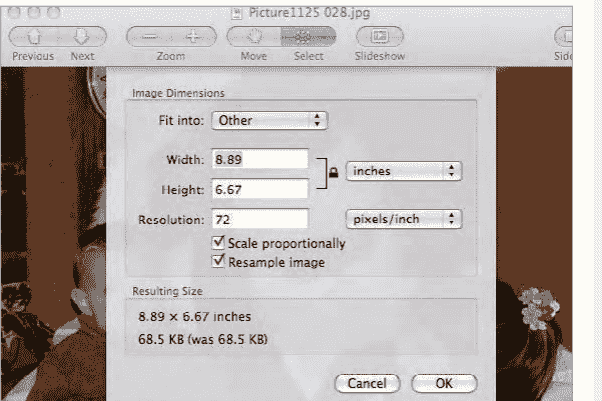 Picture1125 028.jpg
Previous Next Zoom Move Select Slideshow
Image Dimensions
Fit into: Other
Width: 8.89
inches
Height: 6.67
Resolution: 72 pixels/inch
Scale proportionally
Resample image
Resulting Size
8.89 × 6.67 inches
68.5 KB (was 68.5 KB)
Cancel OK